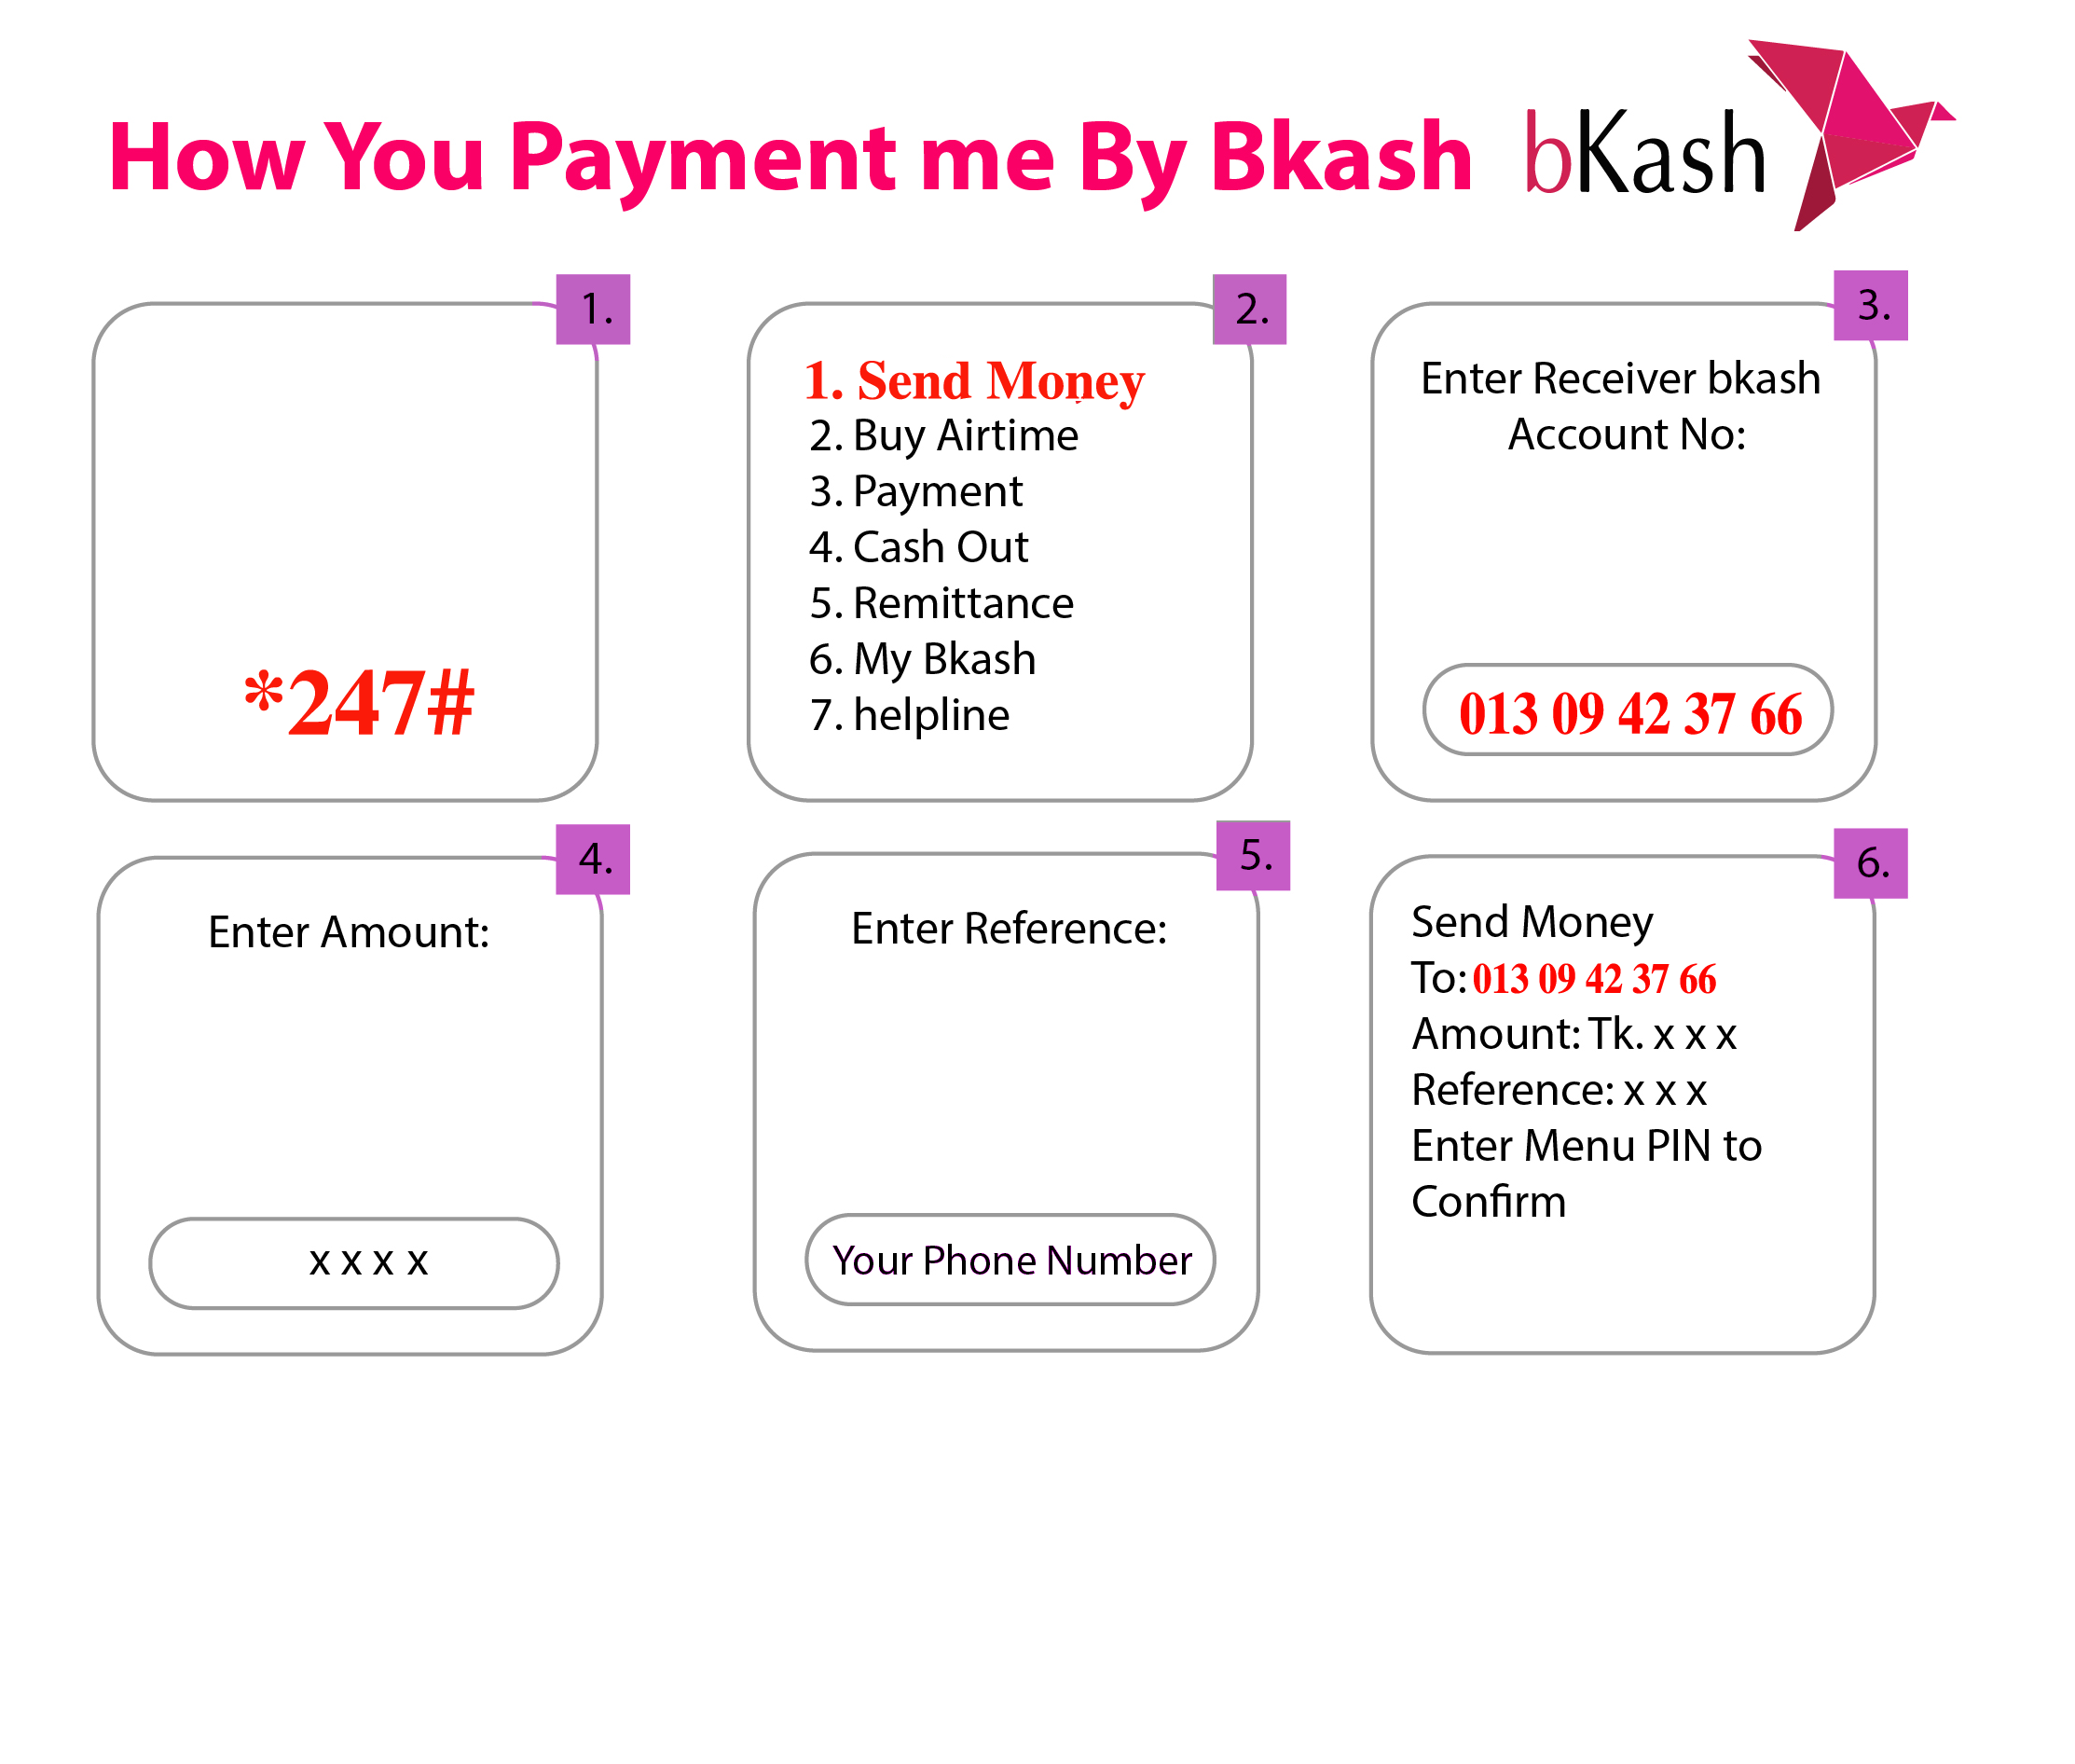 How You Payment me By Bkash bKash
1.
*247#
2.
1. Send Money
2. Buy Airtime
3. Payment
4. Cash Out
5. Remittance
6. My Bkash
7. helpline
3.
Enter Receiver bkash
Account No:
013 09 42 37 66
4.
Enter Amount:
x x x x
5.
Enter Reference:
Your Phone Number
6.
Send Money
To: 013 09 42 37 66
Amount: Tk. x x x
Reference: x x x
Enter Menu PIN to
Confirm